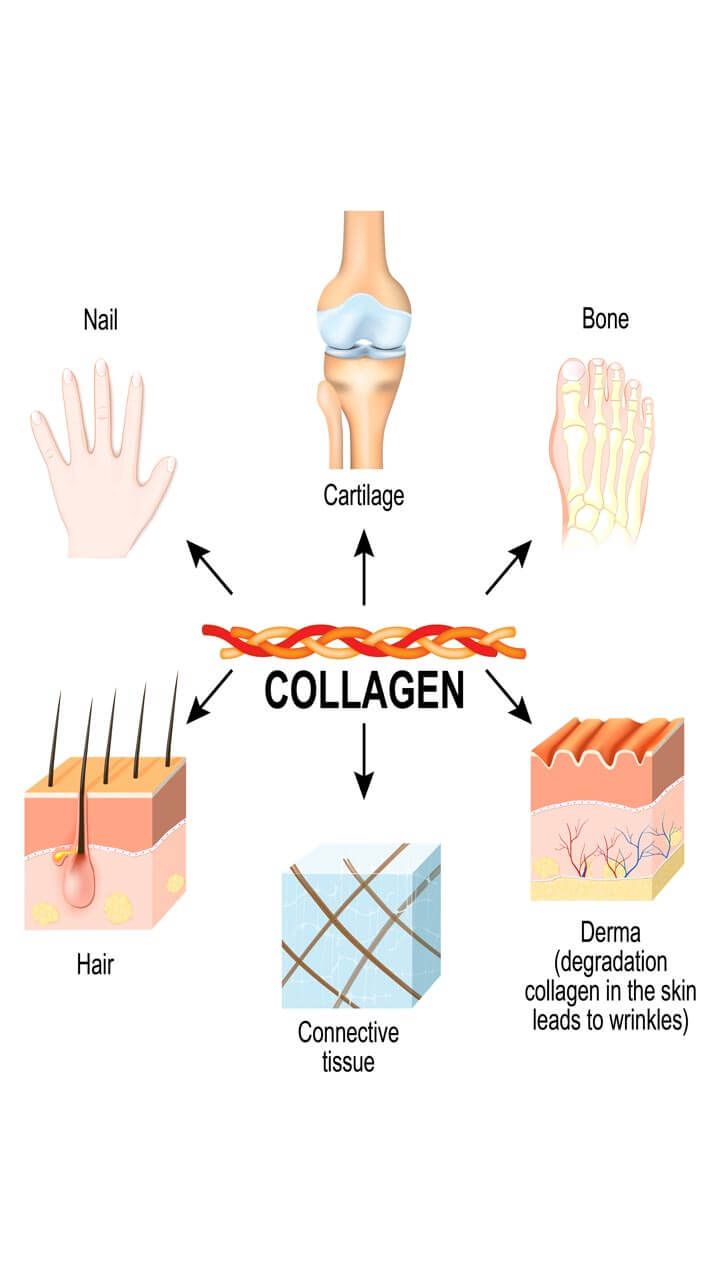 Nail
Bone
Cartilage
COLLAGEN
Hair
Connective
tissue
Derma
(degradation
collagen in the skin
leads to wrinkles)